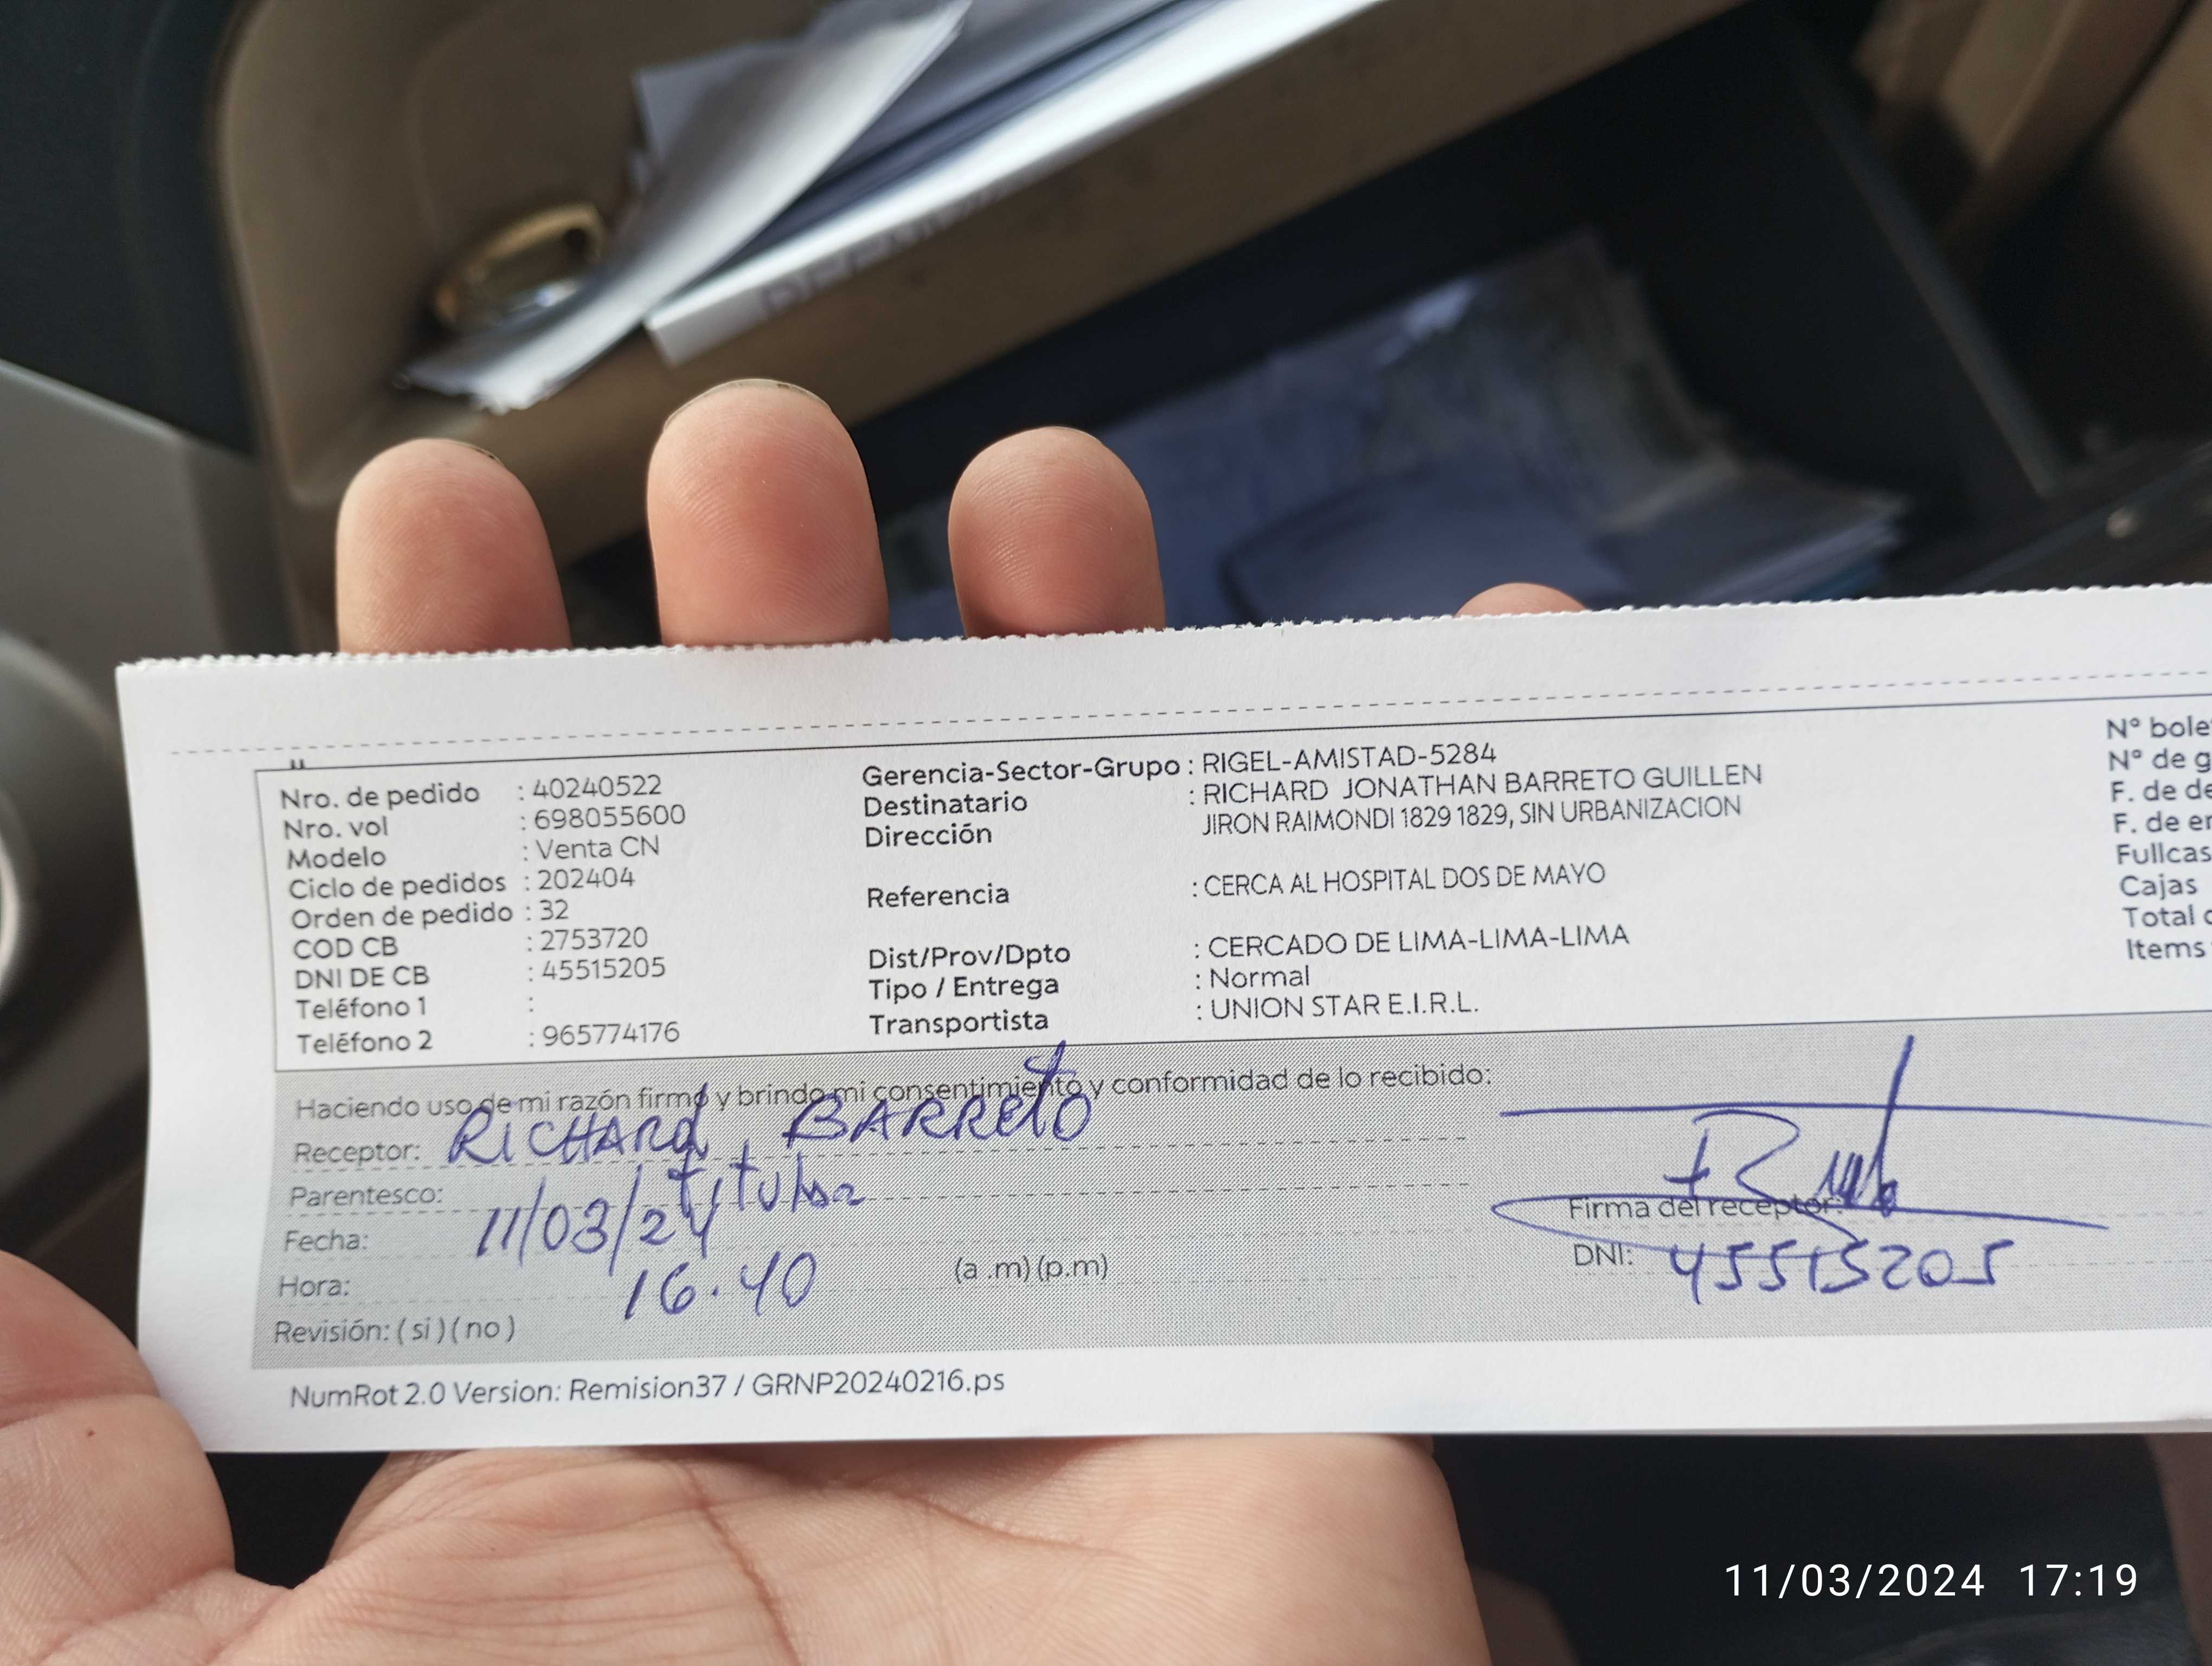 Nro. de pedido : 40240522
Nro. vol : 698055600
Modelo : Venta CN
Ciclo de pedidos : 202404
Orden de pedido : 32
COD CB : 2753720
DNI DE CB : 45515205
Teléfono 1 :
Teléfono 2 : 965774176
Gerencia-Sector-Grupo : RIGEL-AMISTAD-5284
Destinatario : RICHARD JONATHAN BARRETO GUILLEN
Dirección JIRON RAIMONDI 1829 1829, SIN URBANIZACION
Referencia : CERCA AL HOSPITAL DOS DE MAYO
Dist/Prov/Dpto : CERCADO DE LIMA-LIMA-LIMA
Tipo / Entrega : Normal
Transportista : UNION STAR E.I.R.L.
N° bole
N° de g
F. de de
F. de er
Fullcas
Cajas
Total
Items
Haciendo uso de mi razón firmo y brindo mi consentimiento y conformidad de lo recibido:
Receptor: RICHARd BARRetO
Parentesco: titular
Fecha: 11/03/24
Hora: 16.40 (a .m) (p.m)
Revisión: ( si ) ( no )
Firma del receptor:
DNI: 45515205
NumRot 2.0 Version: Remision37 / GRNP20240216.ps
11/03/2024 17:19